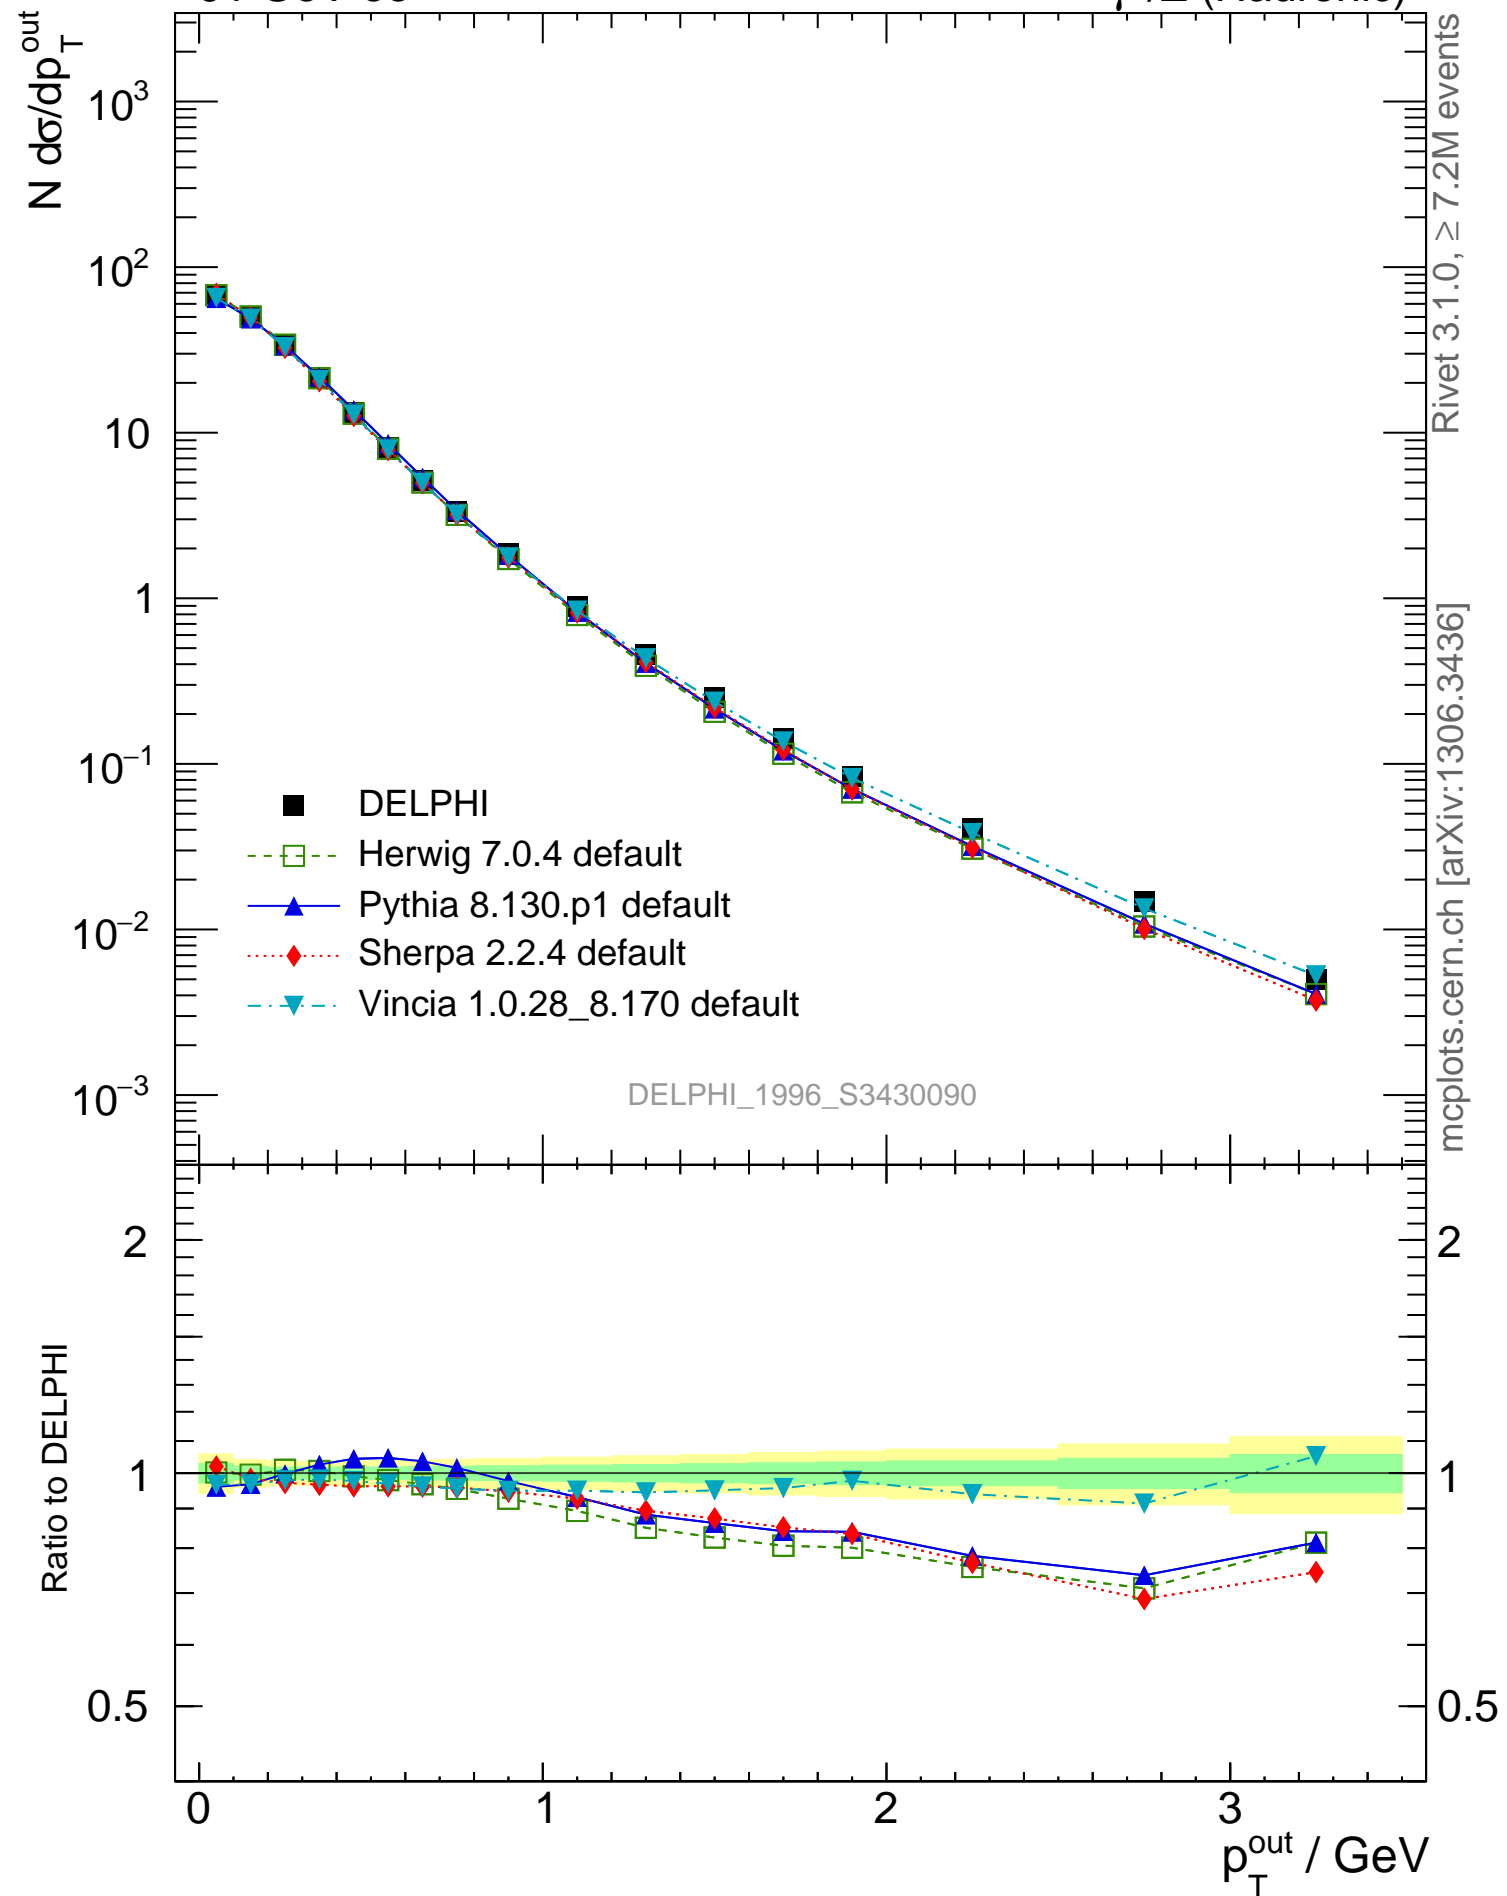 N dσ/dp_T^out
10^3
10^2
10
1
10^−1
10^−2
10^−3
DELPHI
Herwig 7.0.4 default
Pythia 8.130.p1 default
Sherpa 2.2.4 default
Vincia 1.0.28_8.170 default
DELPHI_1996_S3430090
Rivet 3.1.0, ≥ 7.2M events
mcplots.cern.ch [arXiv:1306.3436]
Ratio to DELPHI
2
1
0.5
2
1
0.5
0
1
2
3
p_T^out / GeV